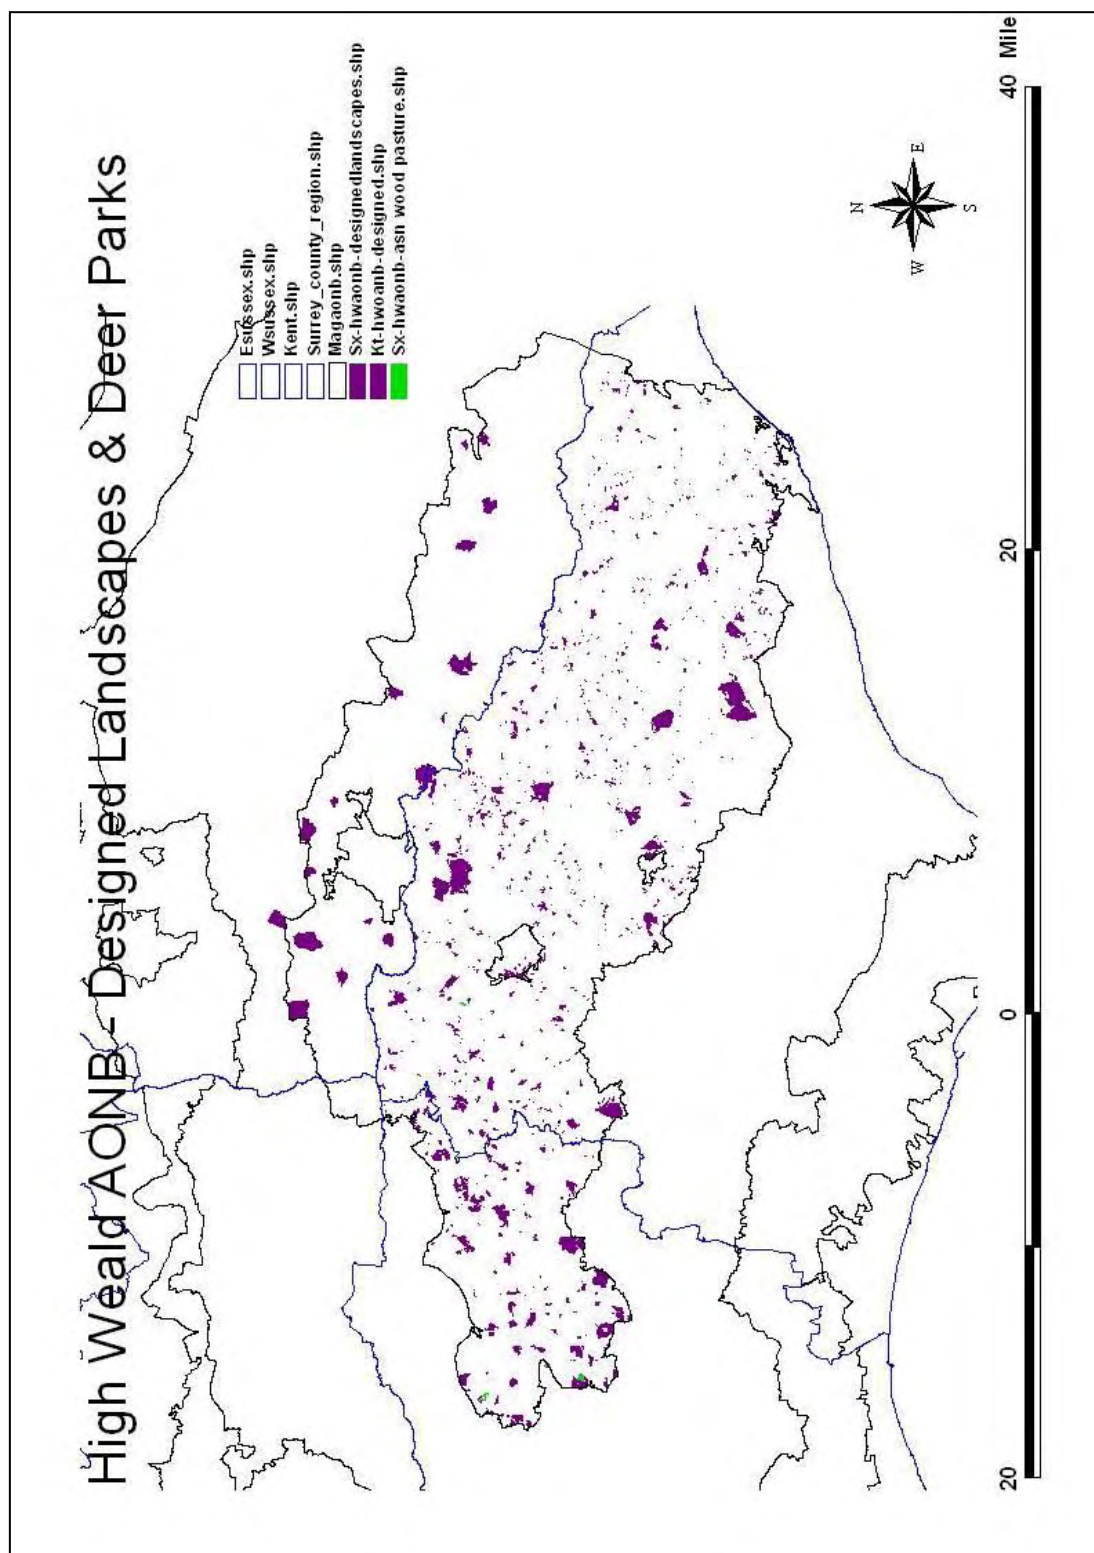 High Weald AONB- Designed Landscapes & Deer Parks
Esussex.shp
Wsussex.shp
Kent.shp
Surrey_county_region.shp
Magaonb.shp
Sx-hwaonb-designedlandscapes.shp
Kt-hwoanb-designed.shp
Sx-hwaonb-asn wood pasture.shp
N
W
E
S
20
0
20
40 Mile